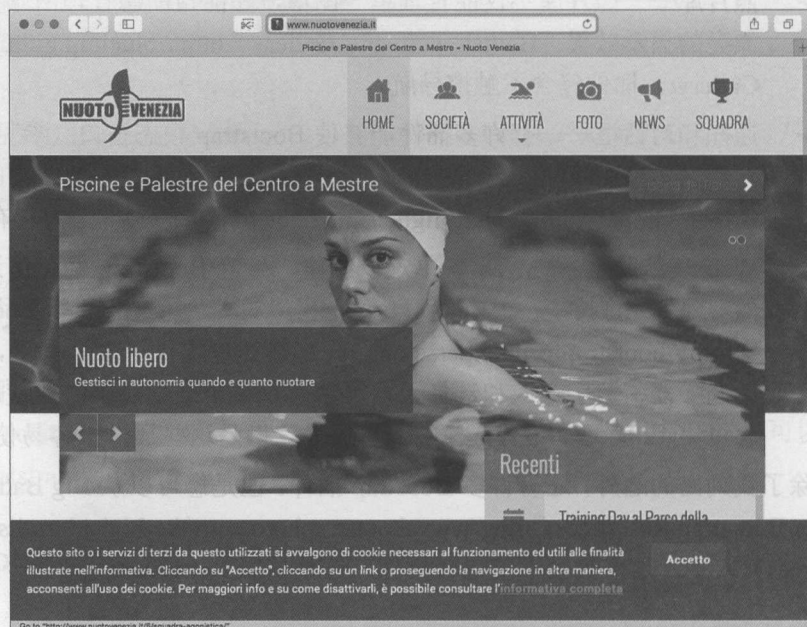 www.nuotovenezia.it
Piscine e Palestre del Centro a Mestre - Nuoto Venezia
NUOTO VENEZIA
HOME SOCIETÀ ATTIVITÀ FOTO NEWS SQUADRA
Piscine e Palestre del Centro a Mestre
Nuoto libero
Gestisci in autonomia quando e quanto nuotare
Recenti
Training Day al Parco della
Questo sito o i servizi di terzi da questo utilizzati si avvalgono di cookie necessari al funzionamento ed utili alle finalità
illustrate nell'informativa. Cliccando su "Accetto", cliccando su un link o proseguendo la navigazione in altra maniera,
acconsenti all'uso dei cookie. Per maggiori info e su come disattivarli, è possibile consultare l'informativa completa
Accetto